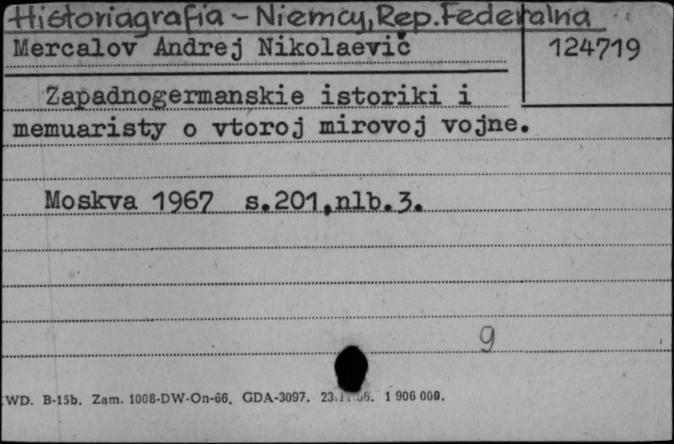 Historiagrafia - Niemcy, Rep. Federalna
Mercalov Andrej Nikolaevič
124719
Zapadnogermanskie istoriki i
memuaristy o vtoroj mirovoj vojne.
Moskva 1967 s.201,nlb.3.
9
WD. B-15b. Zam. 1008-DW-On-66. GDA-3097. 1 906 000.